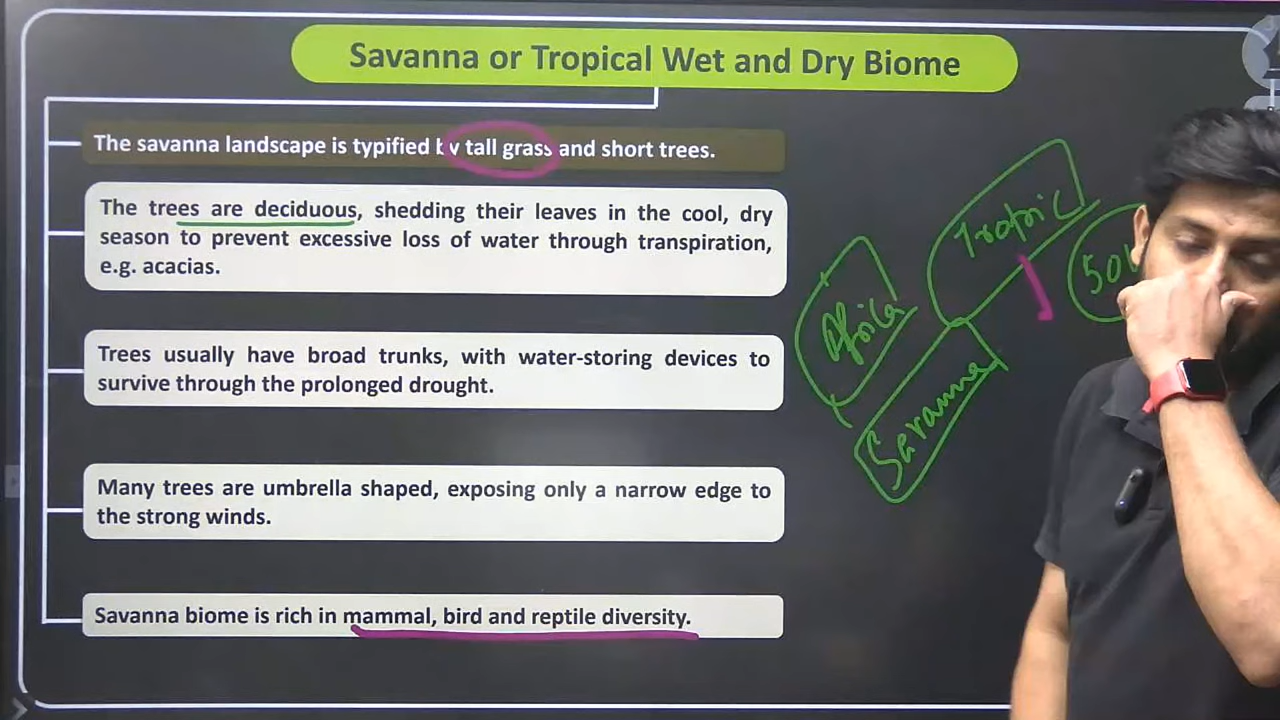 Savanna or Tropical Wet and Dry Biome
The savanna landscape is typified by tall grass and short trees.
The trees are deciduous, shedding their leaves in the cool, dry
season to prevent excessive loss of water through transpiration,
e.g. acacias.
Trees usually have broad trunks, with water-storing devices to
survive through the prolonged drought.
Many trees are umbrella shaped, exposing only a narrow edge to
the strong winds.
Savanna biome is rich in mammal, bird and reptile diversity.
Africa
Tropic
Savanna